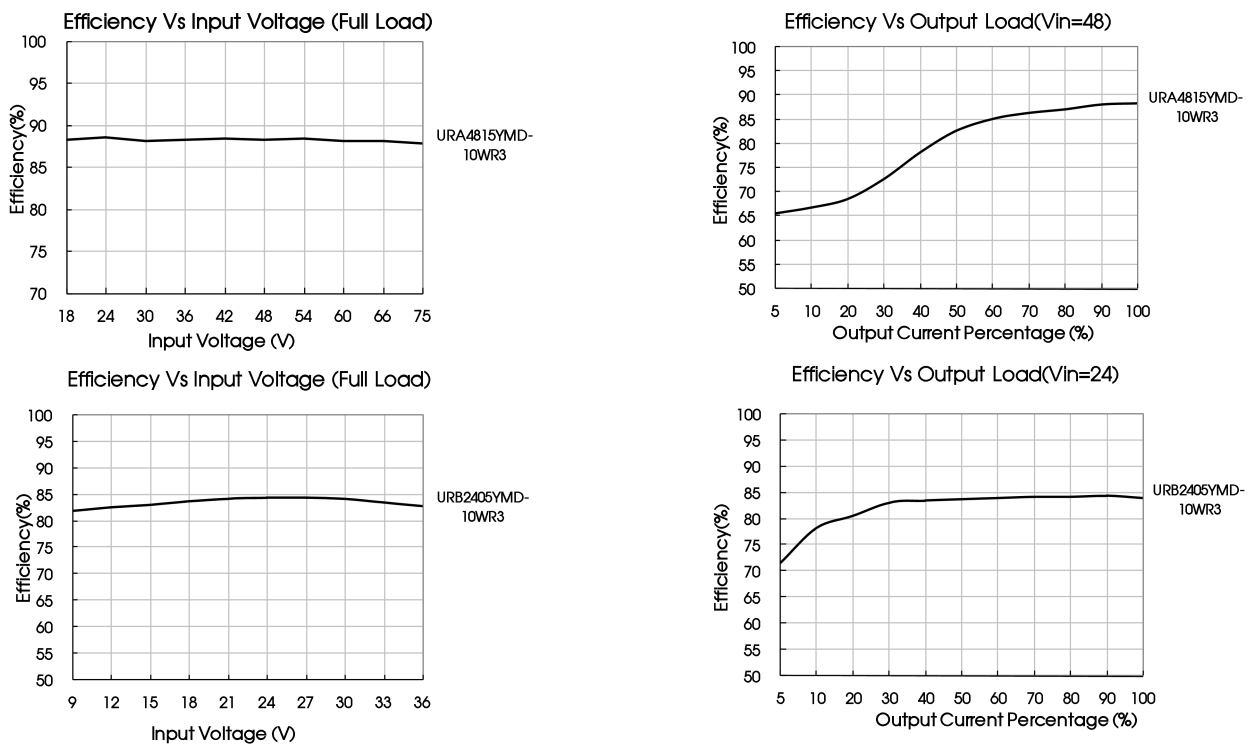 Efficiency Vs Input Voltage (Full Load)
Efficiency(%)
100
95
90
85
80
75
70
18 24 30 36 42 48 54 60 66 75
Input Voltage (V)
URA4815YMD-
10WR3
Efficiency Vs Output Load(Vin=48)
Efficiency(%)
100
95
90
85
80
75
70
65
60
55
50
5 10 20 30 40 50 60 70 80 90 100
Output Current Percentage (%)
URA4815YMD-
10WR3
Efficiency Vs Input Voltage (Full Load)
Efficiency(%)
100
95
90
85
80
75
70
65
60
55
50
9 12 15 18 21 24 27 30 33 36
Input Voltage (V)
URB2405YMD-
10WR3
Efficiency Vs Output Load(Vin=24)
Efficiency(%)
100
95
90
85
80
75
70
65
60
55
50
5 10 20 30 40 50 60 70 80 90 100
Output Current Percentage (%)
URB2405YMD-
10WR3